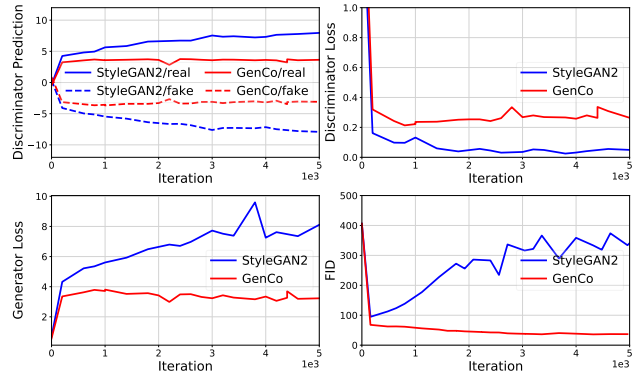 Discriminator Prediction
10
5
0
−5
−10
StyleGAN2/real
GenCo/real
StyleGAN2/fake
GenCo/fake
0 1 2 3 4 5
Iteration
1e3
Discriminator Loss
1.0
0.8
0.6
0.4
0.2
0.0
StyleGAN2
GenCo
0 1 2 3 4 5
Iteration
1e3
Generator Loss
10
8
6
4
2
StyleGAN2
GenCo
0 1 2 3 4 5
Iteration
1e3
FID
500
400
300
200
100
0
StyleGAN2
GenCo
0 1 2 3 4 5
Iteration
1e3